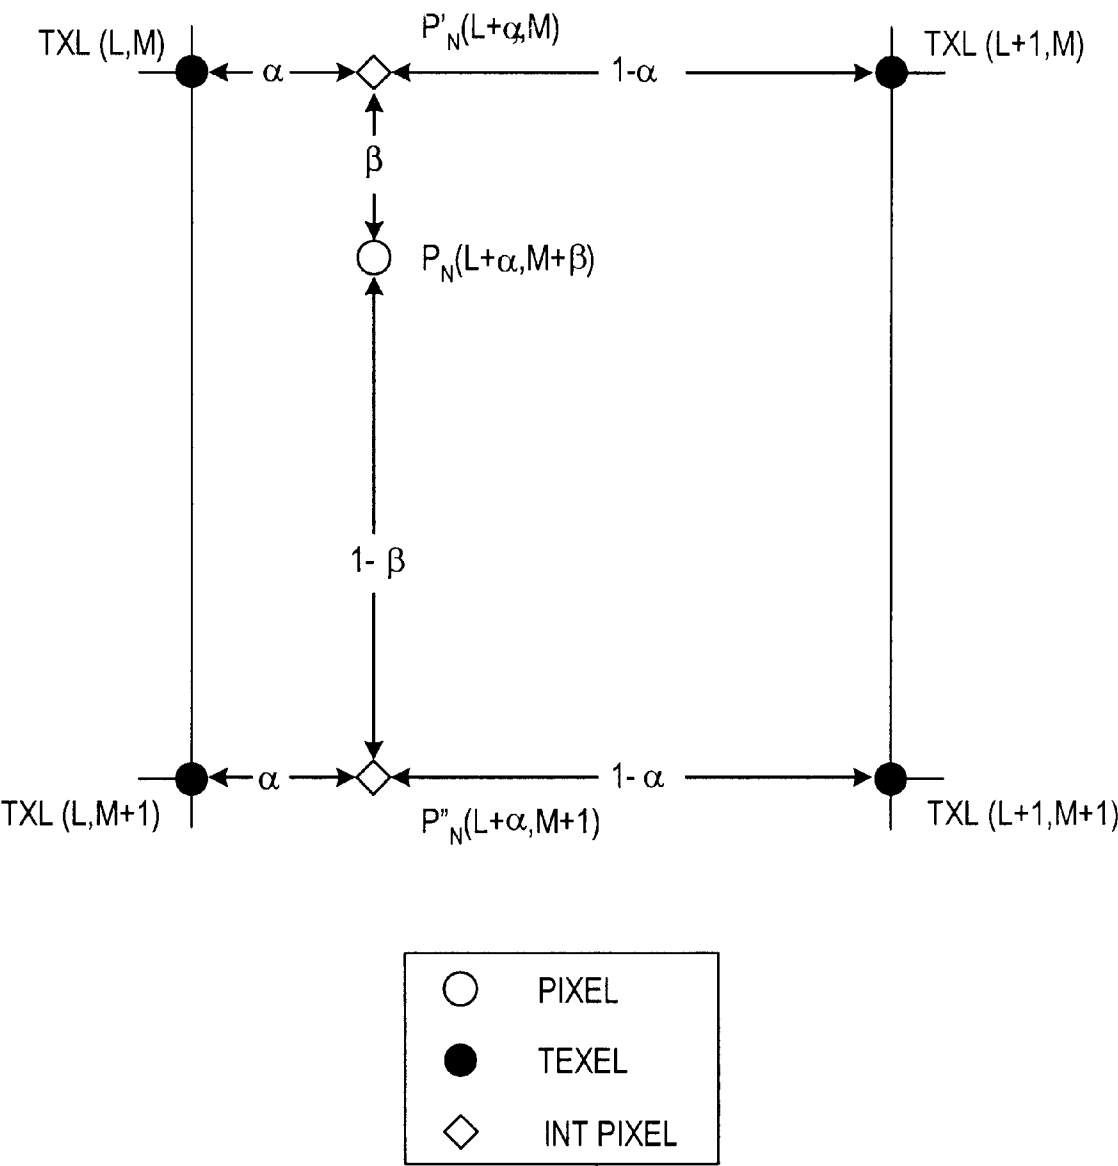 TXL (L,M)
P'N(L+α,M)
TXL (L+1,M)
α
1-α
β
PN(L+α,M+β)
1- β
α
1- α
TXL (L,M+1)
P"N(L+α,M+1)
TXL (L+1,M+1)
PIXEL
TEXEL
INT PIXEL